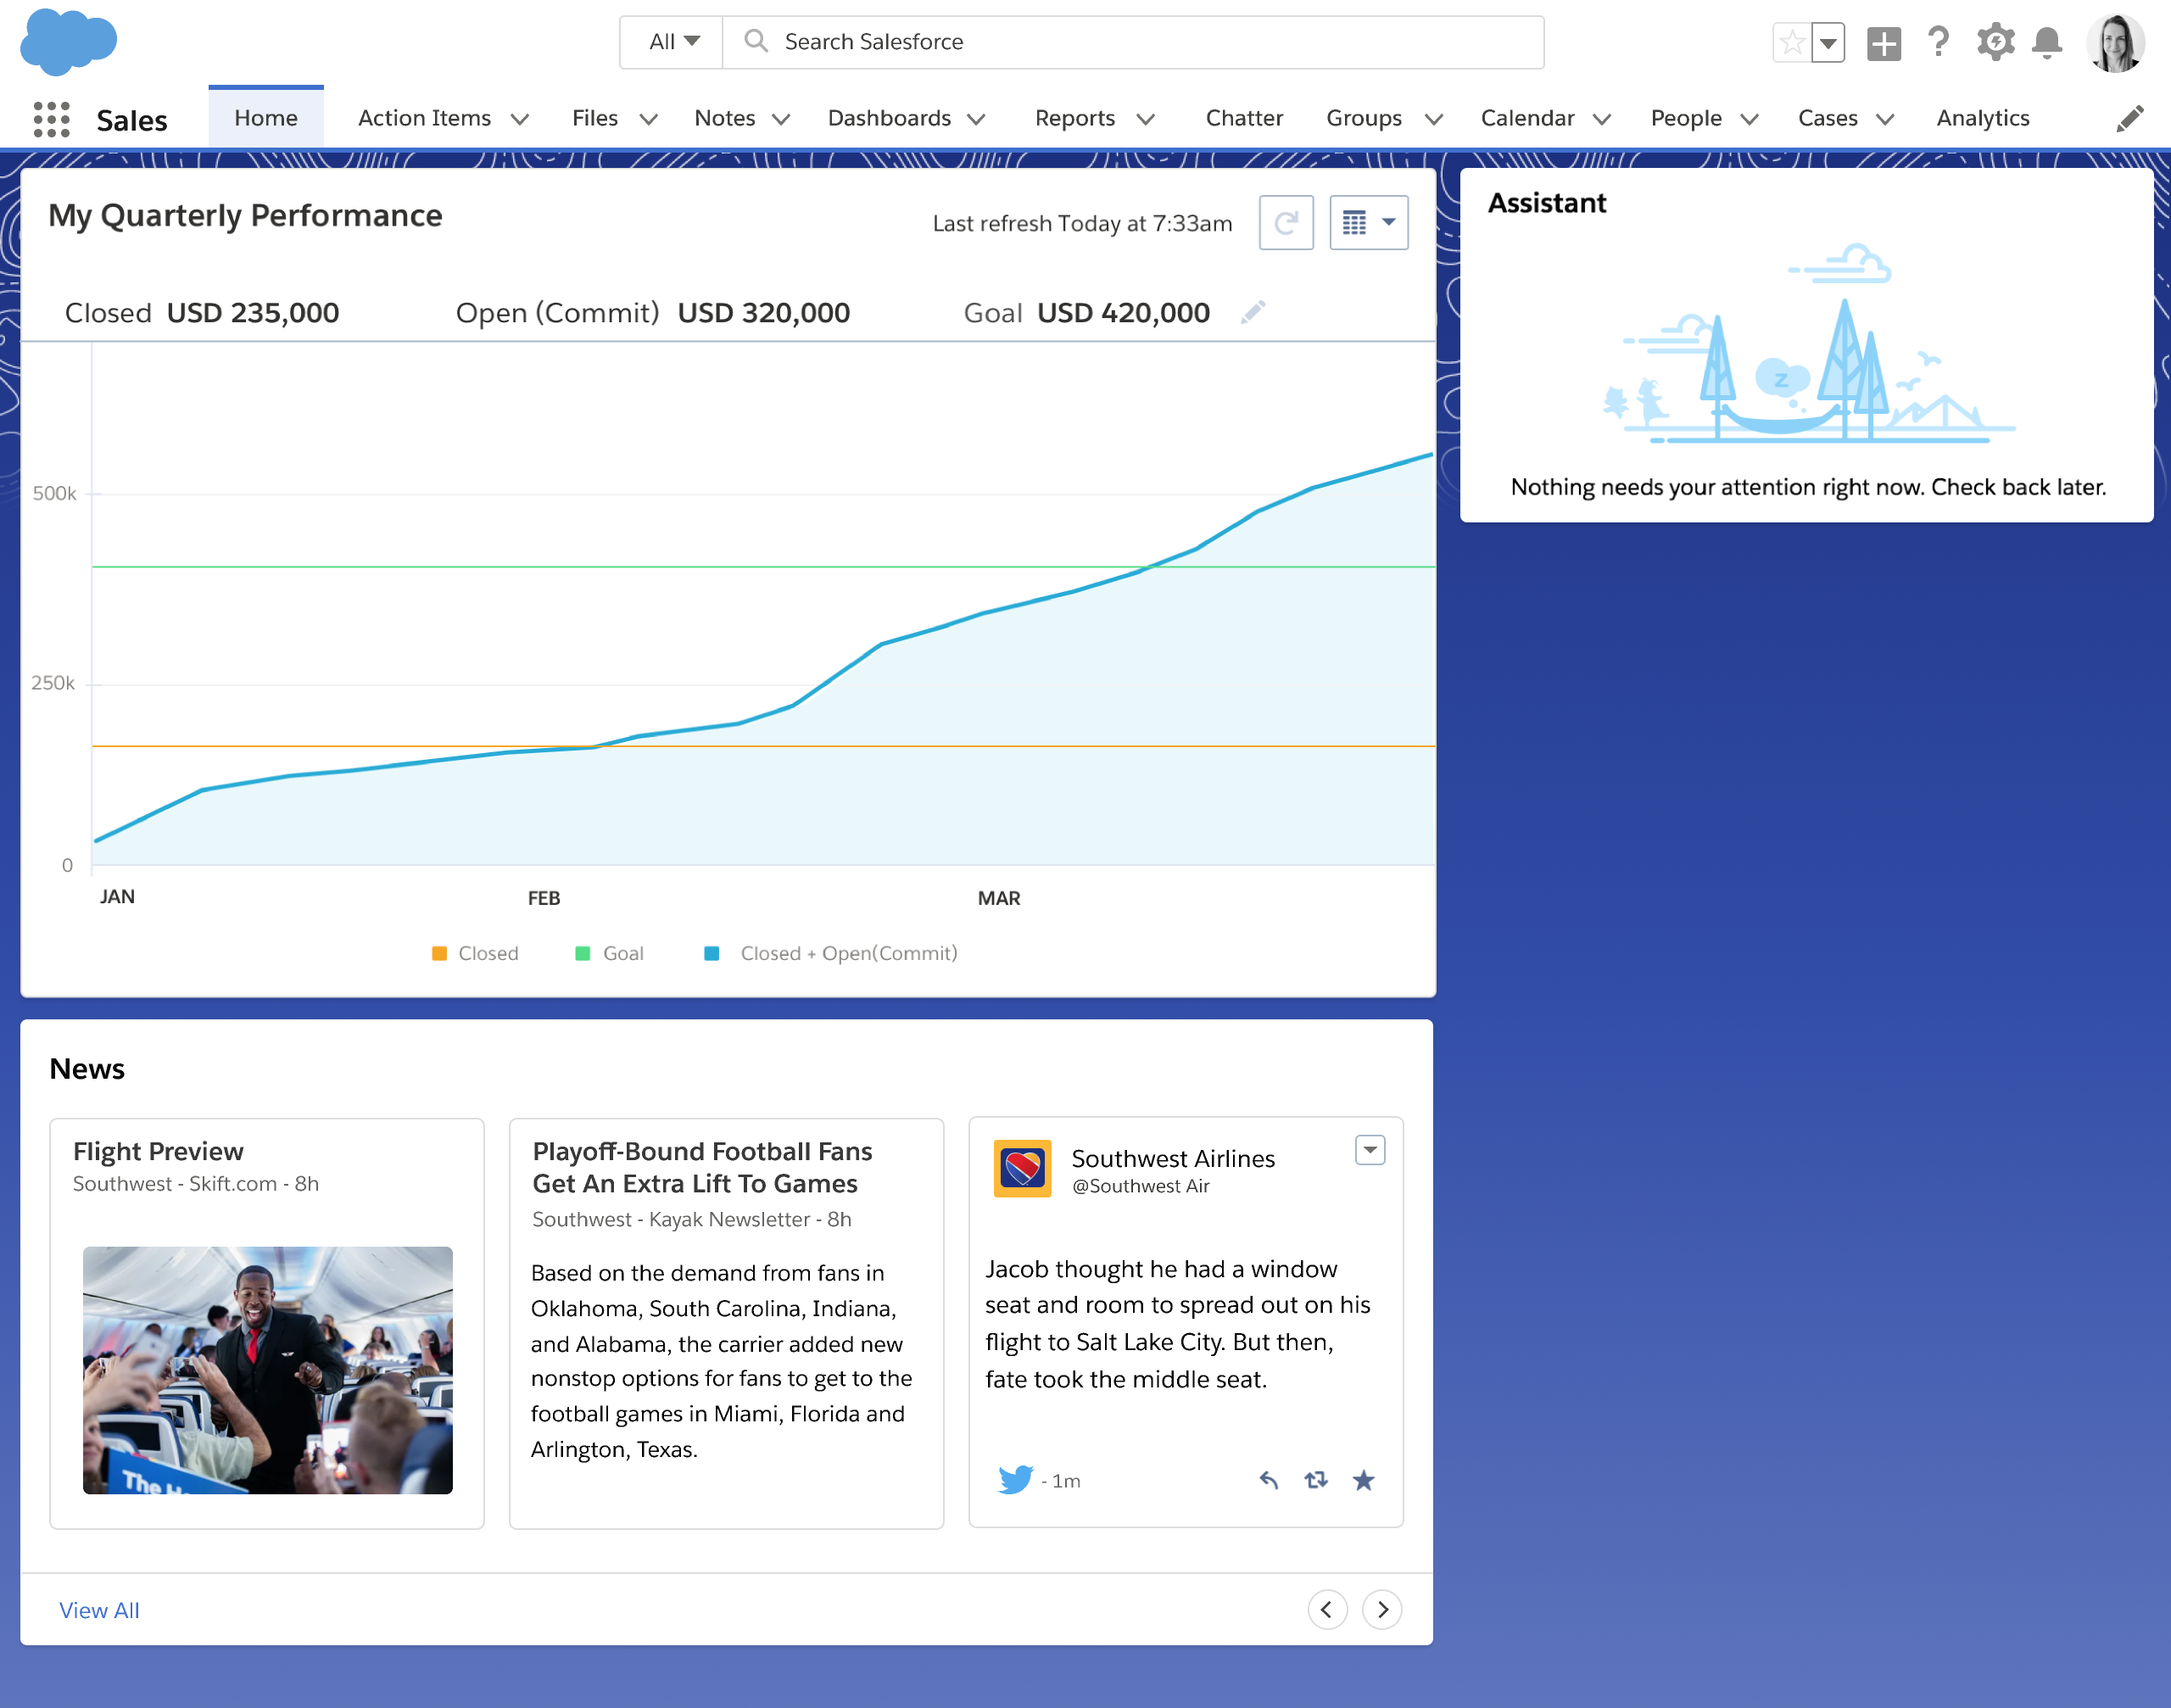 All
Search Salesforce
Sales
Home
Action Items
Files
Notes
Dashboards
Reports
Chatter
Groups
Calendar
People
Cases
Analytics
My Quarterly Performance
Last refresh Today at 7:33am
Closed USD 235,000
Open (Commit) USD 320,000
Goal USD 420,000
500k
250k
0
JAN
FEB
MAR
Closed
Goal
Closed + Open(Commit)
Assistant
z
Nothing needs your attention right now. Check back later.
News
Flight Preview
Southwest - Skift.com - 8h
The H
Playoff-Bound Football Fans
Get An Extra Lift To Games
Southwest - Kayak Newsletter - 8h
Based on the demand from fans in
Oklahoma, South Carolina, Indiana,
and Alabama, the carrier added new
nonstop options for fans to get to the
football games in Miami, Florida and
Arlington, Texas.
Southwest Airlines
@Southwest Air
Jacob thought he had a window
seat and room to spread out on his
flight to Salt Lake City. But then,
fate took the middle seat.
- 1m
View All